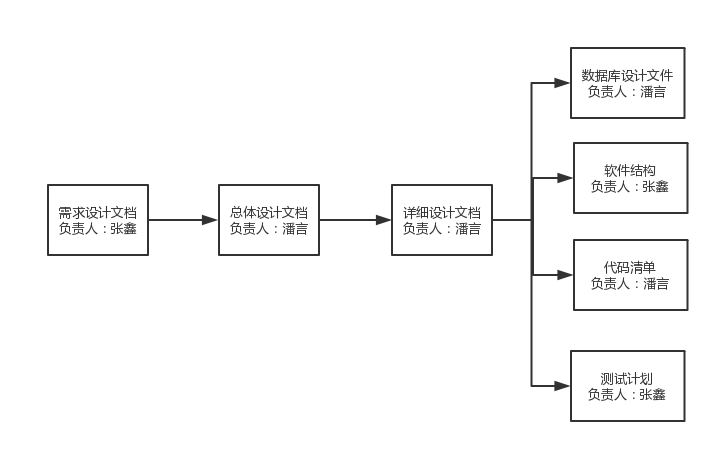 需求设计文档
负责人：张鑫
总体设计文档
负责人：潘言
详细设计文档
负责人：潘言
数据库设计文件
负责人：潘言
软件结构
负责人：张鑫
代码清单
负责人：潘言
测试计划
负责人：张鑫